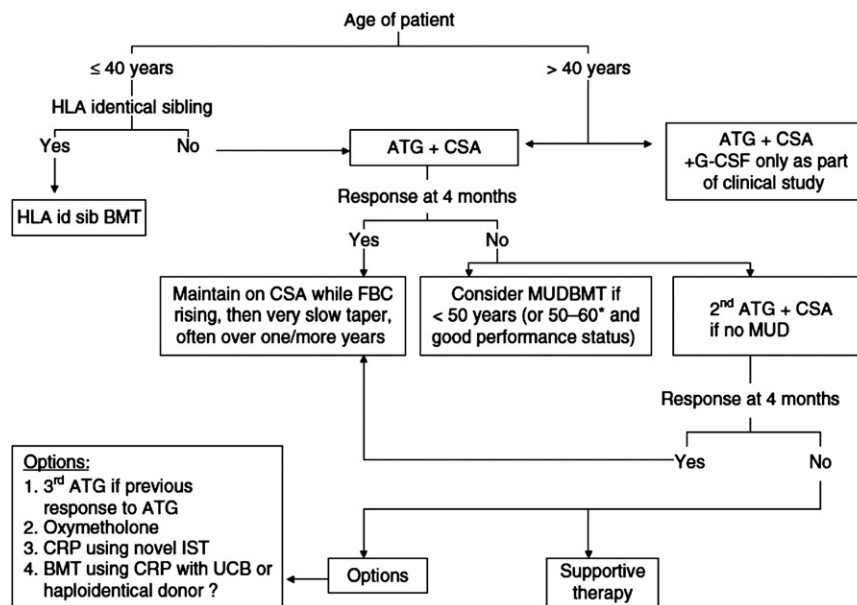 Age of patient
≤ 40 years
> 40 years
HLA identical sibling
Yes
No
ATG + CSA
ATG + CSA
+G-CSF only as part
of clinical study
HLA id sib BMT
Response at 4 months
Yes
No
Maintain on CSA while FBC
rising, then very slow taper,
often over one/more years
Consider MUDBMT if
< 50 years (or 50–60* and
good performance status)
2nd ATG + CSA
if no MUD
Response at 4 months
Yes
No
Options:
1. 3rd ATG if previous
response to ATG
2. Oxymetholone
3. CRP using novel IST
4. BMT using CRP with UCB or
haploidentical donor ?
Options
Supportive
therapy